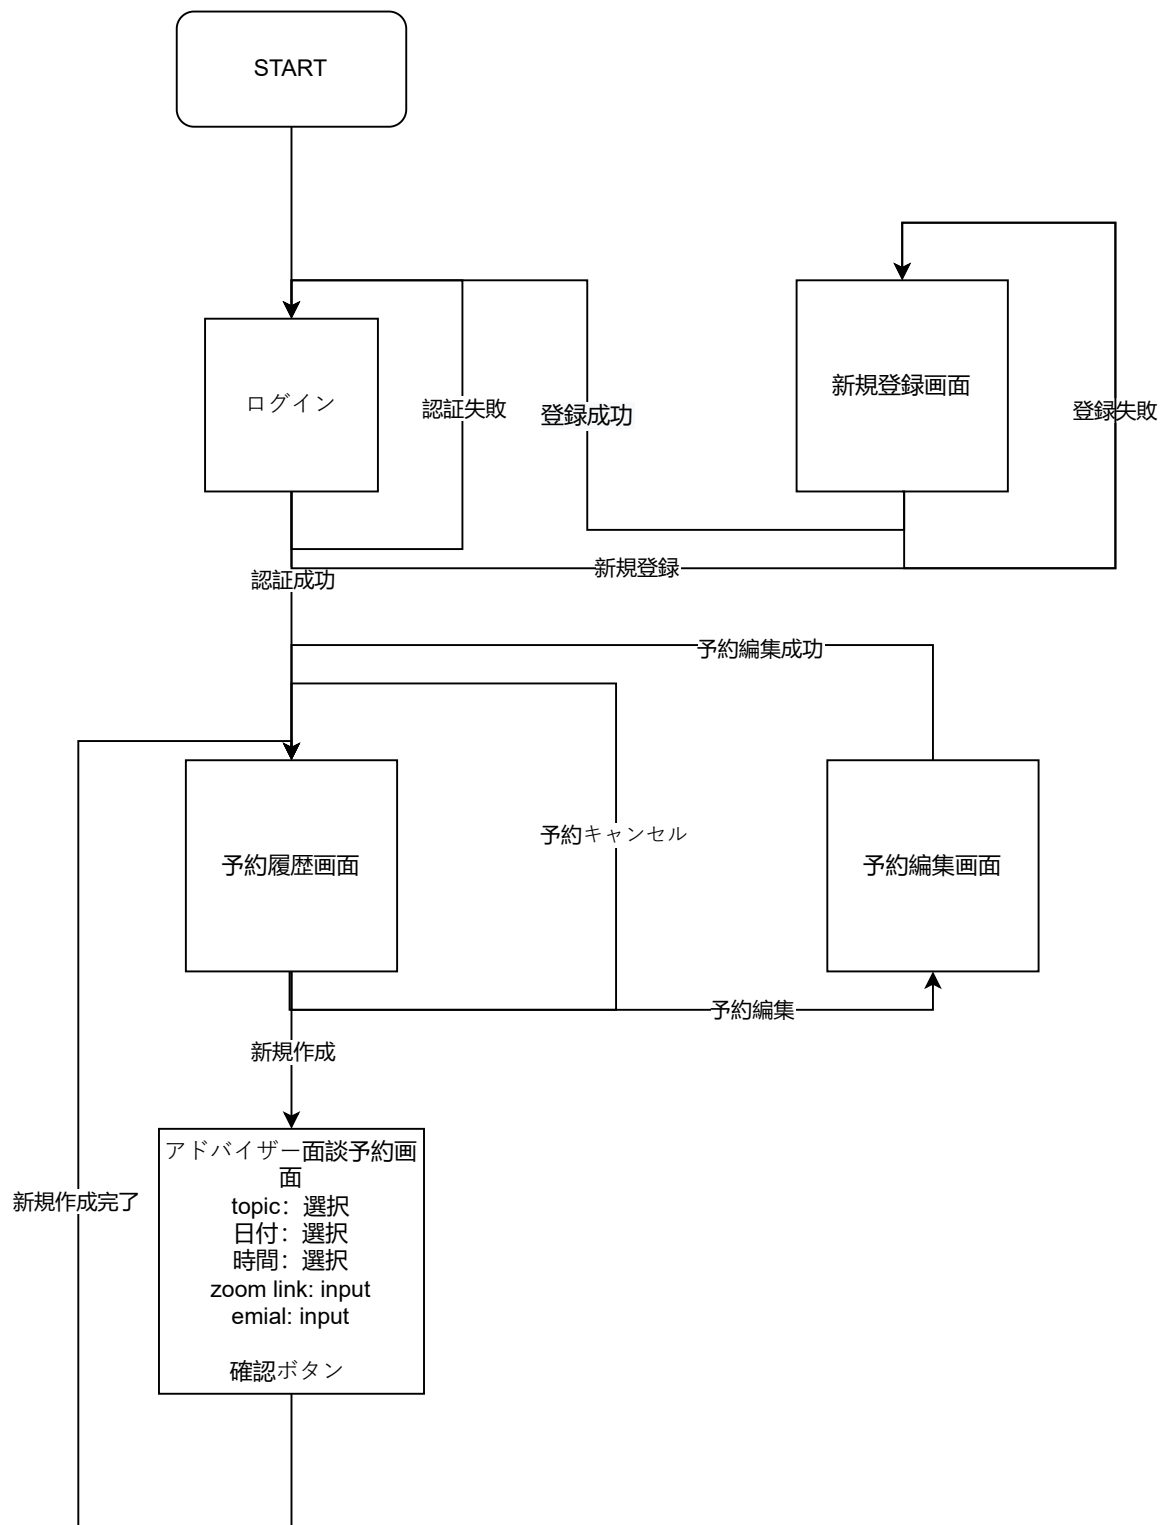 START
ログイン
認証失敗
登録成功
新規登録画面
登録失敗
新規登録
認証成功
予約編集成功
予約履歴画面
予約キャンセル
予約編集画面
予約編集
新規作成
アドバイザー面談予約画
面
topic：選択
日付：選択
時間：選択
zoom link: input
emial: input
確認ボタン
新規作成完了